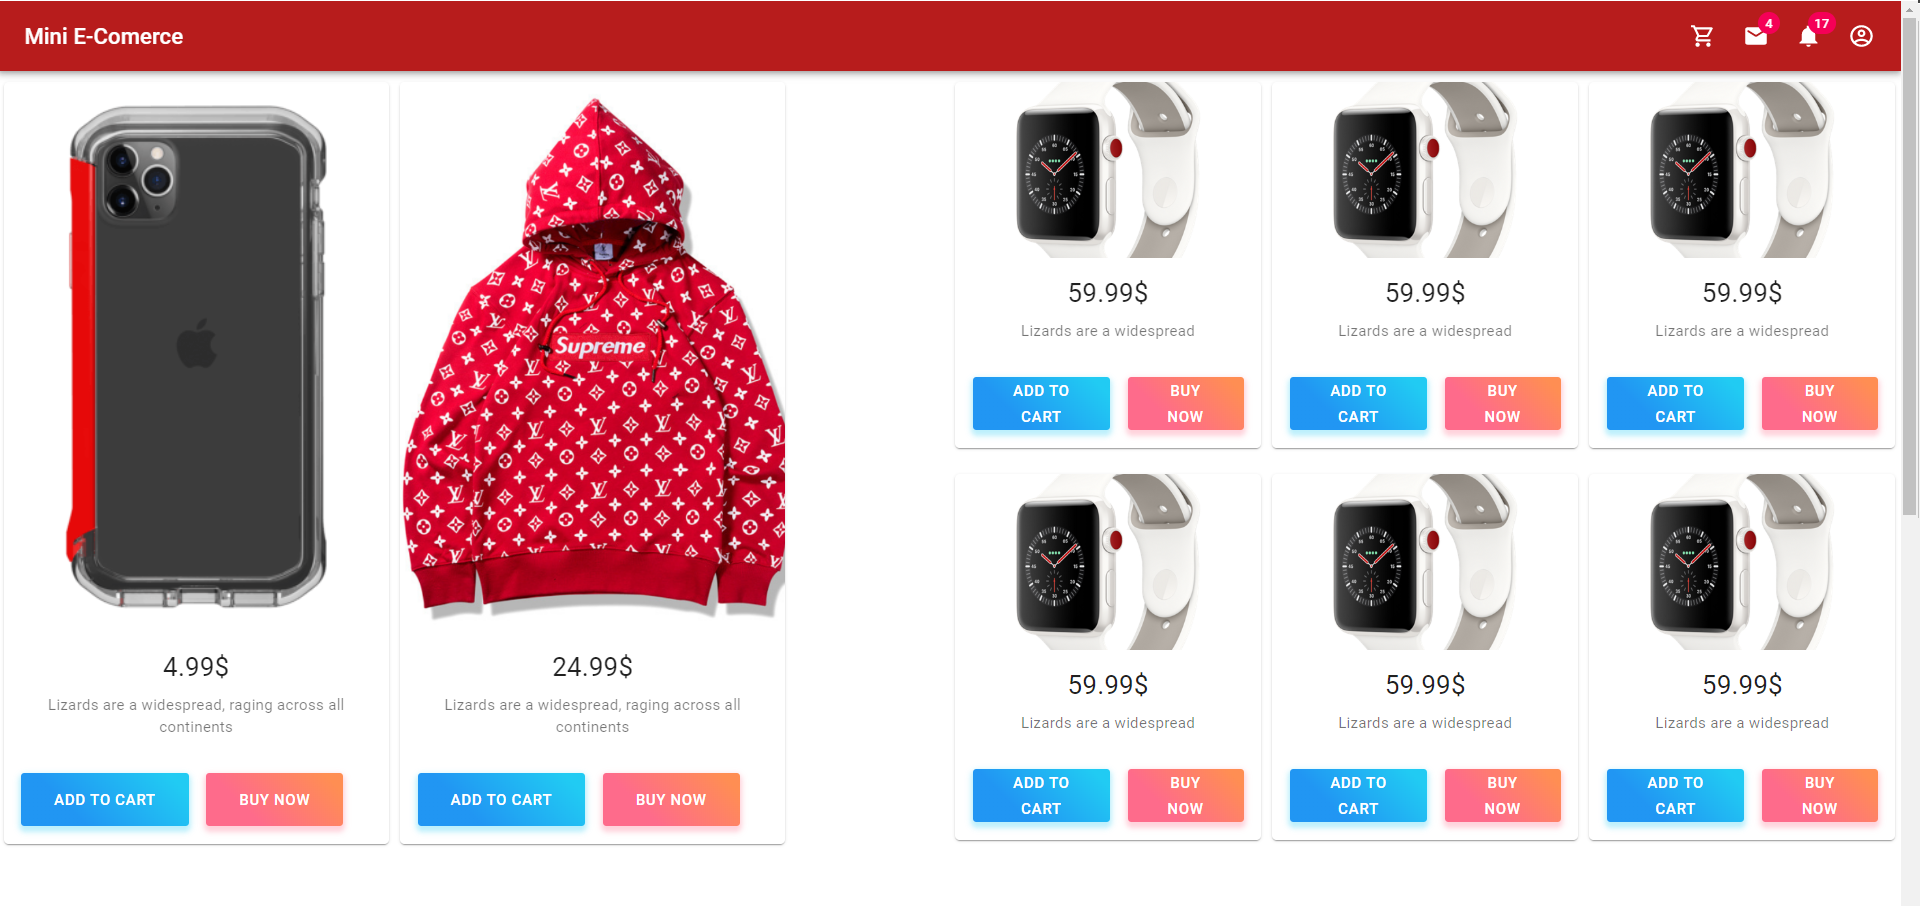 Mini E-Comerce
4
17
Supreme
4.99$
Lizards are a widespread, raging across all
continents
ADD TO CART
BUY NOW
24.99$
Lizards are a widespread, raging across all
continents
ADD TO CART
BUY NOW
59.99$
Lizards are a widespread
ADD TO
CART
BUY
NOW
59.99$
Lizards are a widespread
ADD TO
CART
BUY
NOW
59.99$
Lizards are a widespread
ADD TO
CART
BUY
NOW
59.99$
Lizards are a widespread
ADD TO
CART
BUY
NOW
59.99$
Lizards are a widespread
ADD TO
CART
BUY
NOW
59.99$
Lizards are a widespread
ADD TO
CART
BUY
NOW